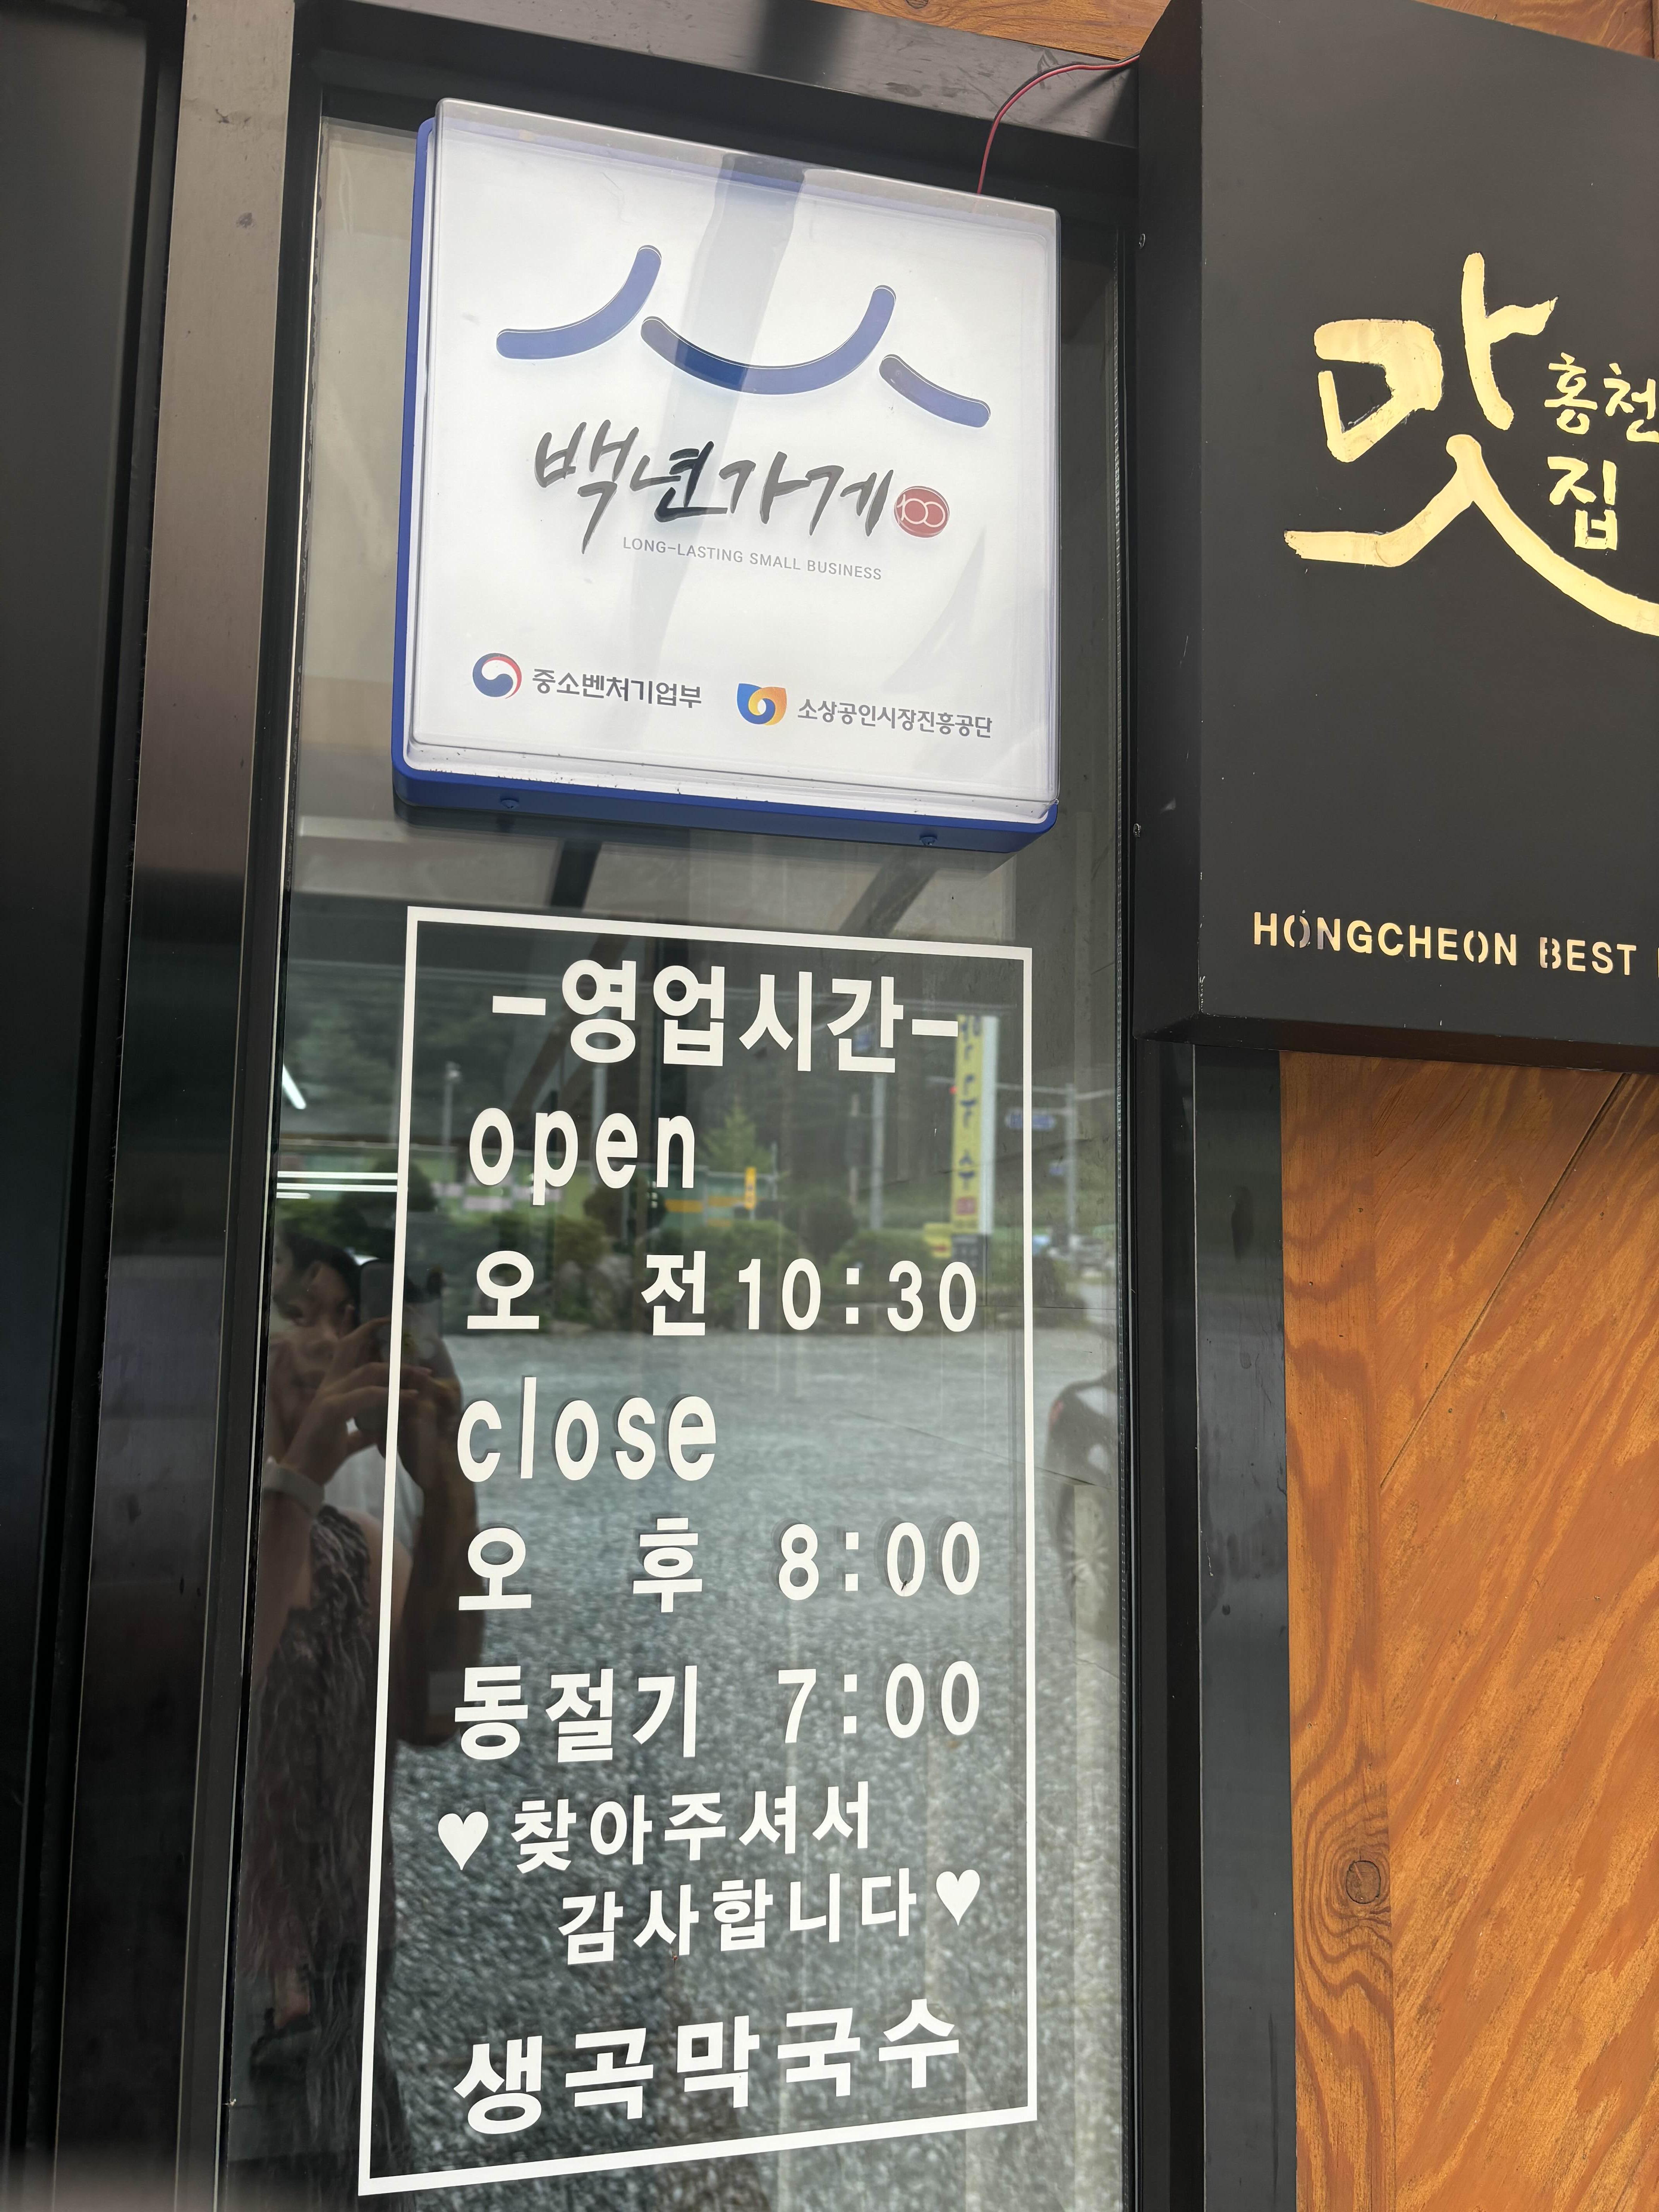 백년가게 100
LONG-LASTING SMALL BUSINESS
중소벤처기업부 소상공인시장진흥공단
맛
홍천
집
HONGCHEON BEST
-영업시간-
open
오 전 10:30
close
오 후 8:00
동절기 7:00
♥찾아주셔서
감사합니다♥
생곡막국수